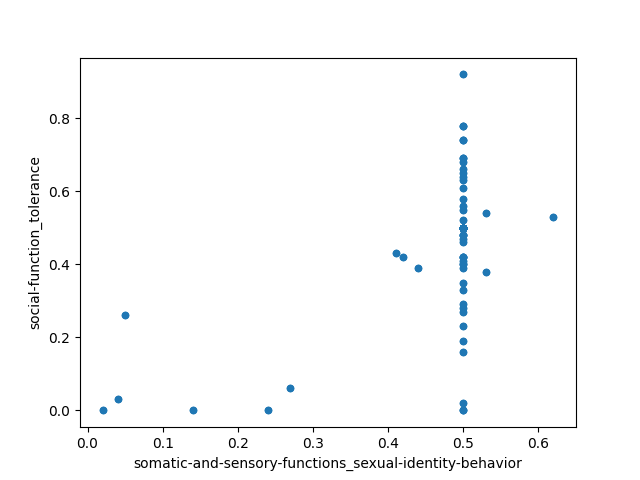 social-function_tolerance
0.8
0.6
0.4
0.2
0.0
0.0 0.1 0.2 0.3 0.4 0.5 0.6
somatic-and-sensory-functions_sexual-identity-behavior